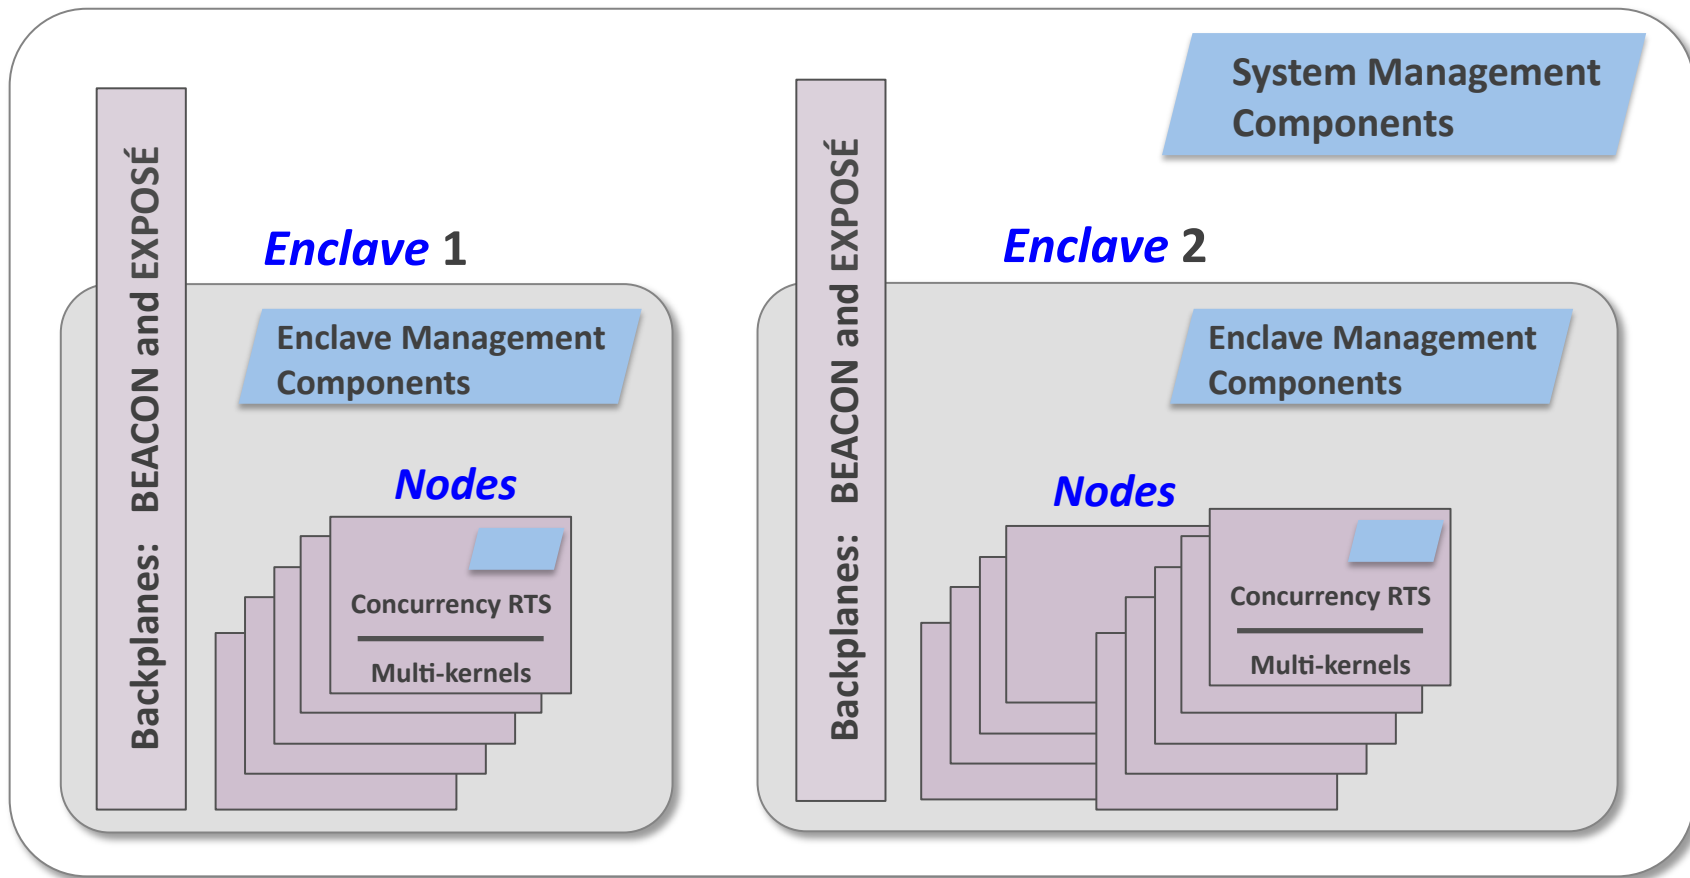 System Management
Components
Backplanes: BEACON and EXPOSÉ
Enclave 1
Enclave Management
Components
Nodes
Concurrency RTS
Multi-kernels
Backplanes: BEACON and EXPOSÉ
Enclave 2
Enclave Management
Components
Nodes
Concurrency RTS
Multi-kernels